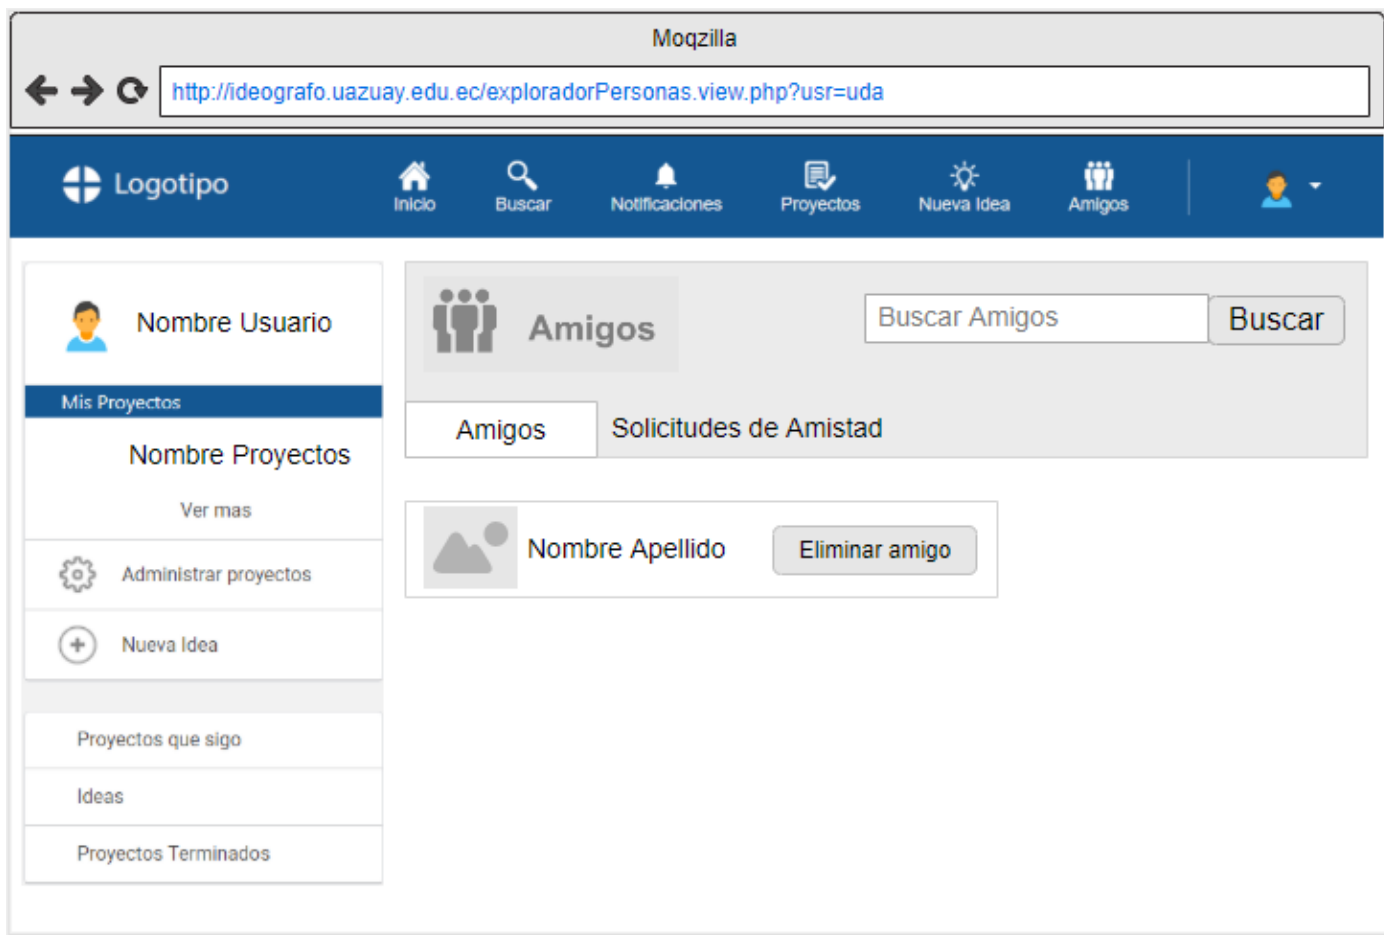 Moqzilla
http://ideografo.uazuay.edu.ec/exploradorPersonas.view.php?usr=uda
Logotipo
Inicio
Buscar
Notificaciones
Proyectos
Nueva Idea
Amigos
Nombre Usuario
Mis Proyectos
Nombre Proyectos
Ver mas
Administrar proyectos
Nueva Idea
Proyectos que sigo
Ideas
Proyectos Terminados
Amigos
Buscar Amigos
Buscar
Amigos
Solicitudes de Amistad
Nombre Apellido
Eliminar amigo